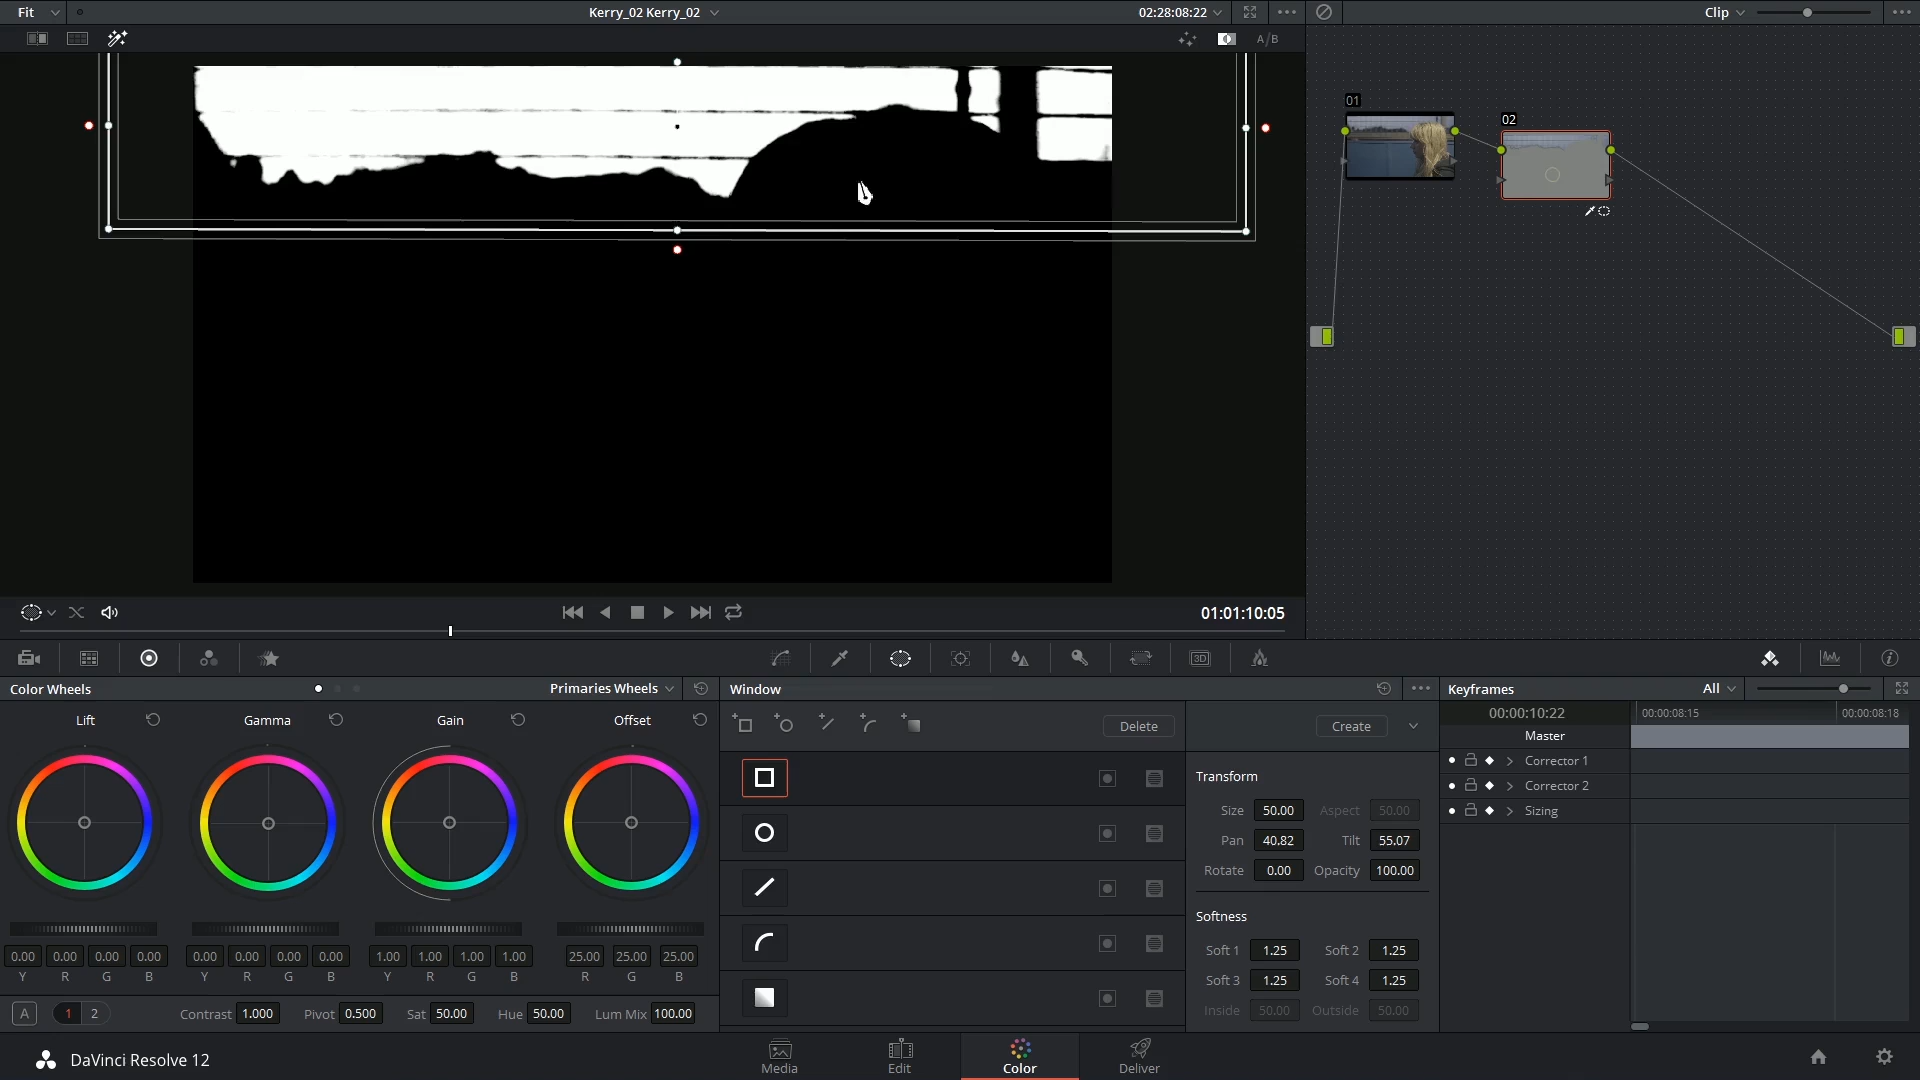 Fit Kerry_02 Kerry_02 02:28:08:22 Clip
A/B
01
02
01:01:10:05
3D
Color Wheels Primaries Wheels Window Keyframes All
Lift Gamma Gain Offset
Delete Create
00:00:10:22 00:00:08:15 00:00:08:18
Master
Corrector 1
Corrector 2
Sizing
Transform
Size 50.00 Aspect 50.00
Pan 40.82 Tilt 55.07
Rotate 0.00 Opacity 100.00
Softness
Soft 1 1.25 Soft 2 1.25
Soft 3 1.25 Soft 4 1.25
Inside 50.00 Outside 50.00
0.00 0.00 0.00 0.00 0.00 0.00 0.00 0.00 1.00 1.00 1.00 1.00 25.00 25.00 25.00
Y R G B Y R G B Y R G B R G B
A 1 2 Contrast 1.000 Pivot 0.500 Sat 50.00 Hue 50.00 Lum Mix 100.00
DaVinci Resolve 12 Media Edit Color Deliver